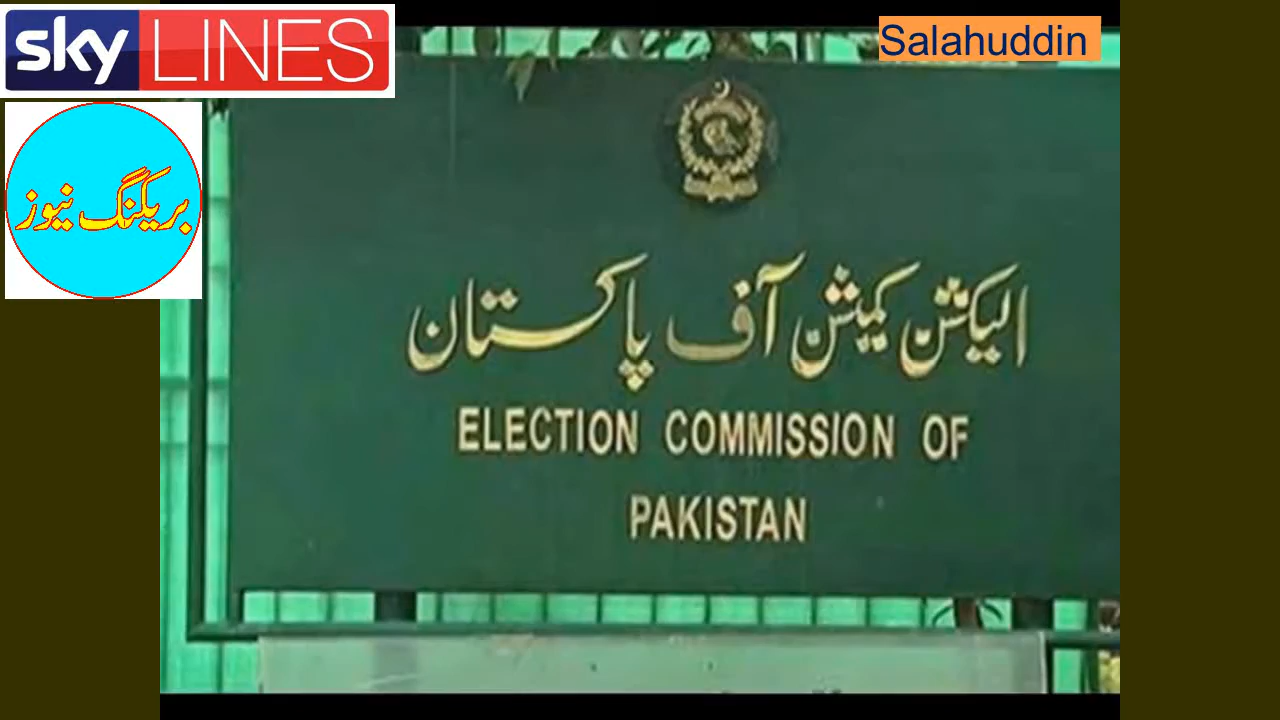 sky LINES
Salahuddin
بریکنگ نیوز
الیکشن کمیشن آف پاکستان
ELECTION COMMISSION OF
PAKISTAN